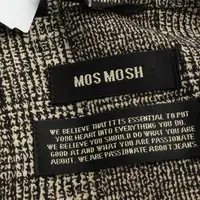 MOS MOSH
WE BELIEVE THAT IT IS ESSENTIAL TO PUT
YOUR HEART INTO EVERYTHING YOU DO.
WE BELIEVE YOU SHOULD DO WHAT YOU ARE
GOOD AT AND WHAT YOU ARE PASSIONATE
ABOUT. WE ARE PASSIONATE ABOUT JEANS.